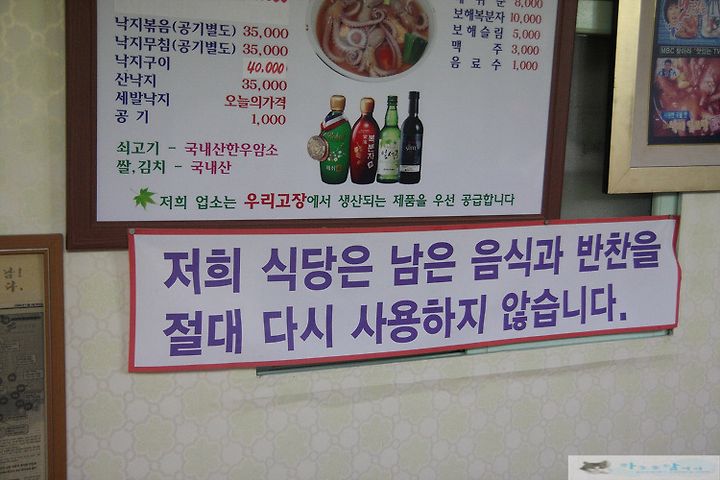 낙지볶음(공기별도) 35,000
낙지무침(공기별도) 35,000
낙지구이 40,000
산낙지 35,000
세발낙지 오늘의가격
공 기 1,000
8,000
보해복분자 10,000
보해슬림 5,000
맥 주 3,000
음료수 1,000
쇠고기 - 국내산한우암소
쌀,김치 - 국내산
저희 업소는 우리고장에서 생산되는 제품을 우선 공급합니다
저희 식당은 남은 음식과 반찬을
절대 다시 사용하지 않습니다.